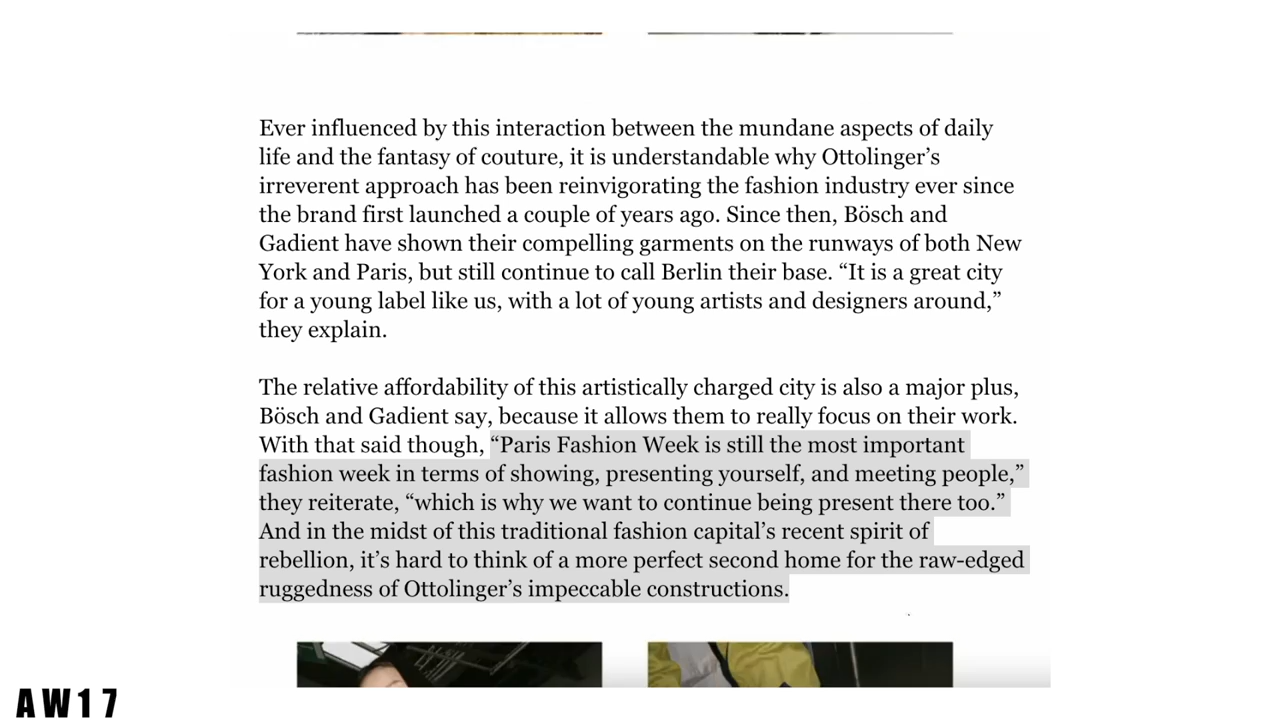 Ever influenced by this interaction between the mundane aspects of daily
life and the fantasy of couture, it is understandable why Ottolinger’s
irreverent approach has been reinvigorating the fashion industry ever since
the brand first launched a couple of years ago. Since then, Bösch and
Gadient have shown their compelling garments on the runways of both New
York and Paris, but still continue to call Berlin their base. “It is a great city
for a young label like us, with a lot of young artists and designers around,”
they explain.
The relative affordability of this artistically charged city is also a major plus,
Bösch and Gadient say, because it allows them to really focus on their work.
With that said though, “Paris Fashion Week is still the most important
fashion week in terms of showing, presenting yourself, and meeting people,”
they reiterate, “which is why we want to continue being present there too.”
And in the midst of this traditional fashion capital’s recent spirit of
rebellion, it’s hard to think of a more perfect second home for the raw-edged
ruggedness of Ottolinger’s impeccable constructions.
AW17